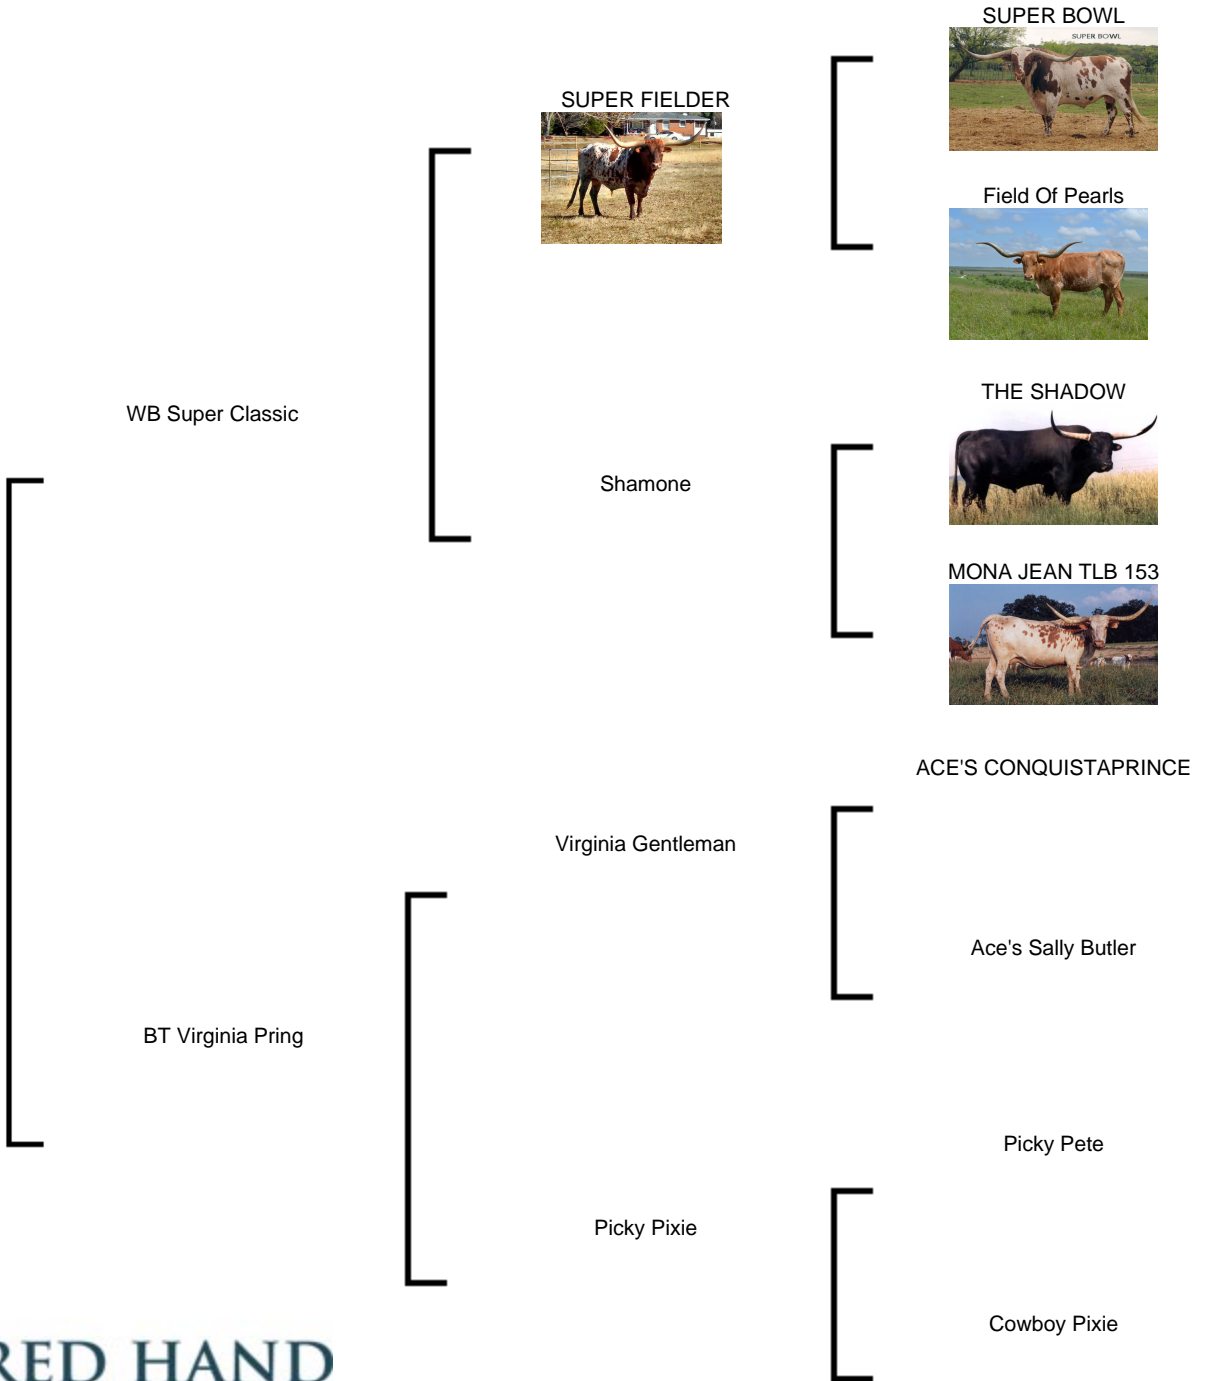 SUPER BOWL
SUPER BOWL
SUPER FIELDER
Field Of Pearls
THE SHADOW
WB Super Classic
Shamone
MONA JEAN TLB 153
ACE'S CONQUISTAPRINCE
Virginia Gentleman
Ace's Sally Butler
BT Virginia Pring
Picky Pete
Picky Pixie
Cowboy Pixie
RED HAND